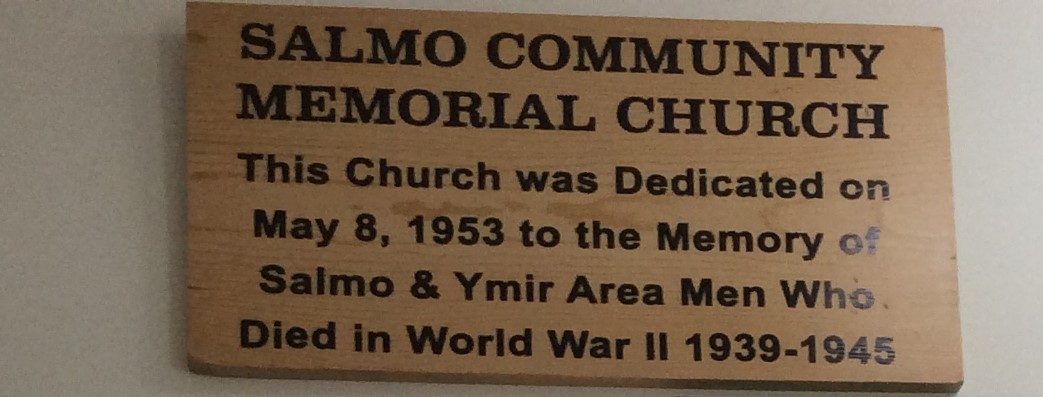 SALMO COMMUNITY
MEMORIAL CHURCH
This Church was Dedicated on
May 8, 1953 to the Memory of
Salmo & Ymir Area Men Who
Died in World War II 1939-1945